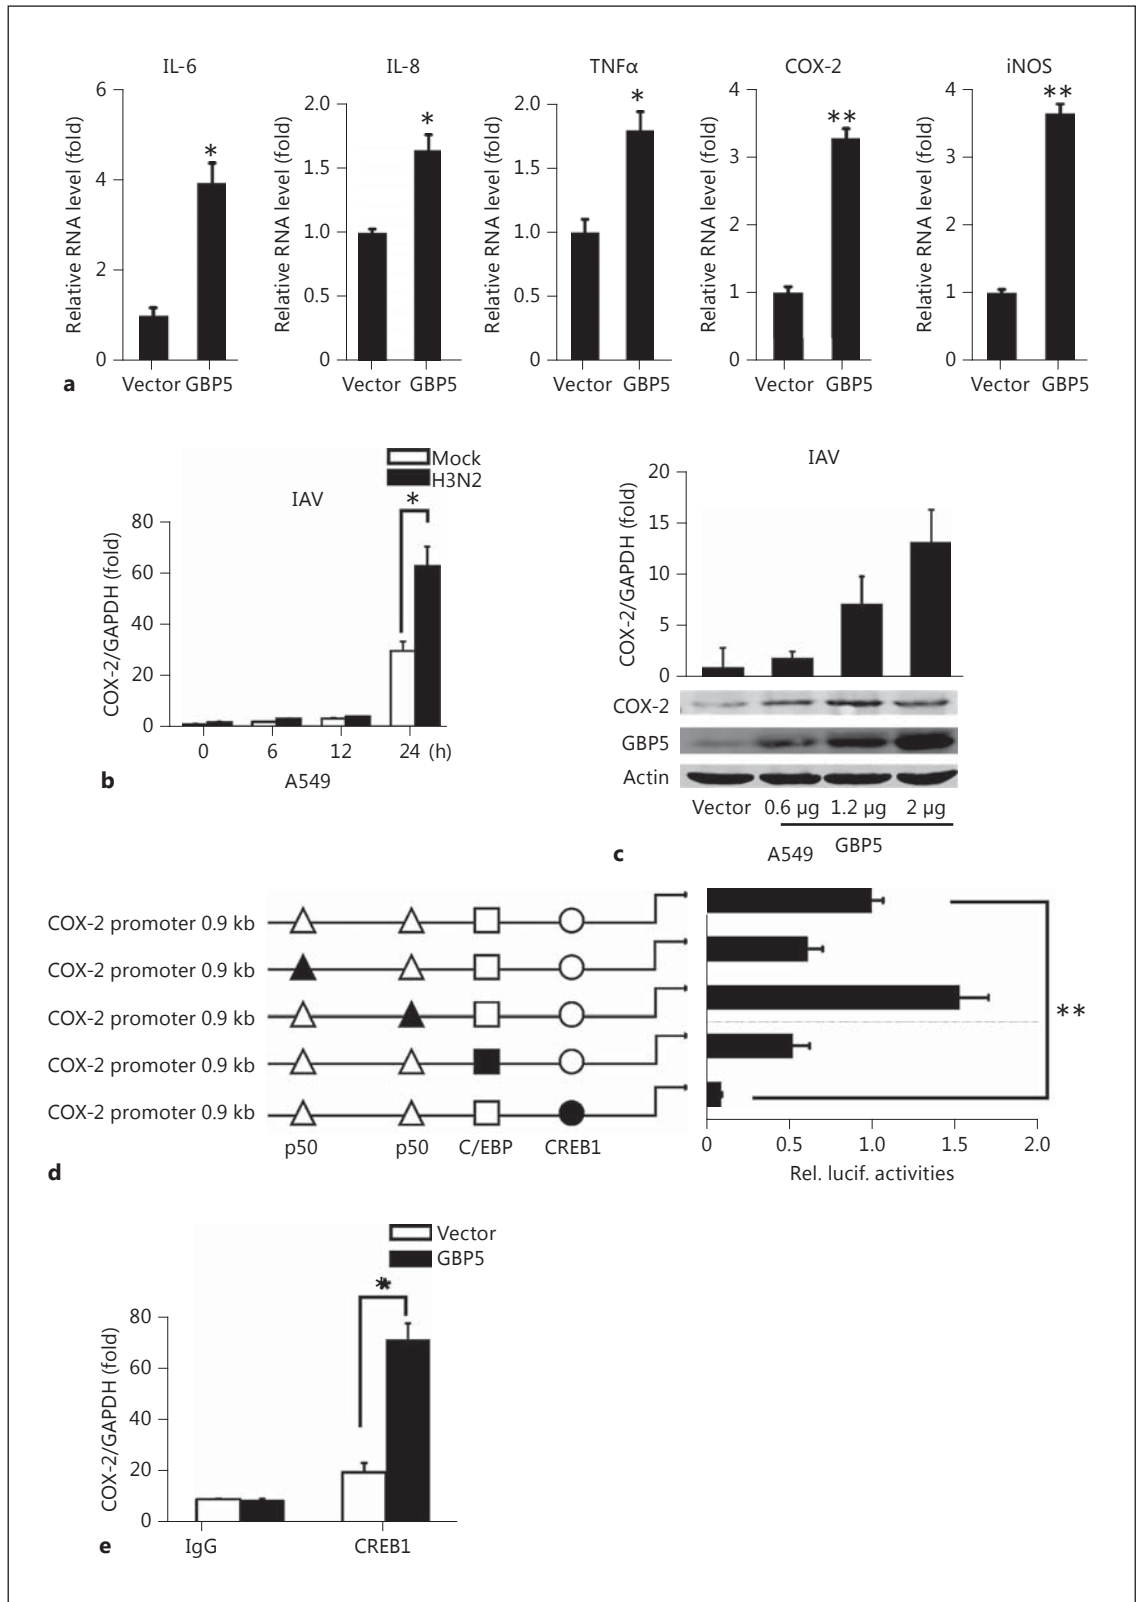 IL-6 IL-8 TNFα COX-2 iNOS
Relative RNA level (fold)
6
4
2
0
Vector GBP5
Relative RNA level (fold)
2.0
1.5
1.0
0.5
0
Vector GBP5
Relative RNA level (fold)
2.0
1.5
1.0
0.5
0
Vector GBP5
Relative RNA level (fold)
4
3
2
1
0
Vector GBP5
Relative RNA level (fold)
4
3
2
1
0
Vector GBP5
* * * ** **
a
Mock
H3N2
IAV
*
COX-2/GAPDH (fold)
80
60
40
20
0
0 6 12 24 (h)
A549
b
IAV
COX-2/GAPDH (fold)
20
15
10
5
0
COX-2
GBP5
Actin
Vector 0.6 µg 1.2 µg 2 µg
GBP5
A549
c
COX-2 promoter 0.9 kb
COX-2 promoter 0.9 kb
COX-2 promoter 0.9 kb
COX-2 promoter 0.9 kb
COX-2 promoter 0.9 kb
p50 p50 C/EBP CREB1
**
0 0.5 1.0 1.5 2.0
Rel. lucif. activities
d
Vector
GBP5
**
COX-2/GAPDH (fold)
80
60
40
20
0
IgG CREB1
e